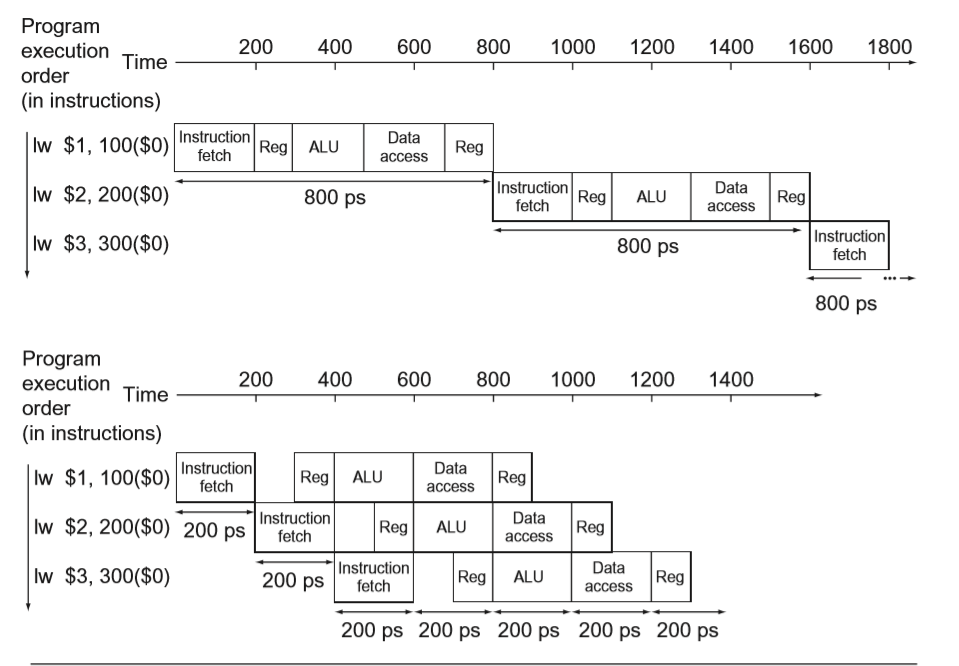 Program
execution
order
(in instructions)
Time
200 400 600 800 1000 1200 1400 1600 1800
lw $1, 100($0)
Instruction
fetch
Reg
ALU
Data
access
Reg
800 ps
lw $2, 200($0)
Instruction
fetch
Reg
ALU
Data
access
Reg
800 ps
lw $3, 300($0)
Instruction
fetch
...
800 ps
Program
execution
order
(in instructions)
Time
200 400 600 800 1000 1200 1400
lw $1, 100($0)
Instruction
fetch
Reg
ALU
Data
access
Reg
lw $2, 200($0)
200 ps
Instruction
fetch
Reg
ALU
Data
access
Reg
lw $3, 300($0)
200 ps
Instruction
fetch
Reg
ALU
Data
access
Reg
200 ps 200 ps 200 ps 200 ps 200 ps